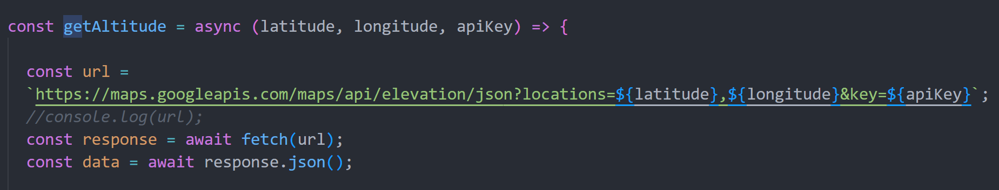 const getAltitude = async (latitude, longitude, apiKey) => {
const url =
`https://maps.googleapis.com/maps/api/elevation/json?locations=${latitude},${longitude}&key=${apiKey}`;
//console.log(url);
const response = await fetch(url);
const data = await response.json();